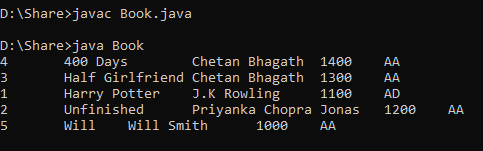 D:\Share>javac Book.java
D:\Share>java Book
4 400 Days Chetan Bhagath 1400 AA
3 Half Girlfriend Chetan Bhagath 1300 AA
1 Harry Potter J.K Rowling 1100 AD
2 Unfinished Priyanka Chopra Jonas 1200 AA
5 Will Will Smith 1000 AA